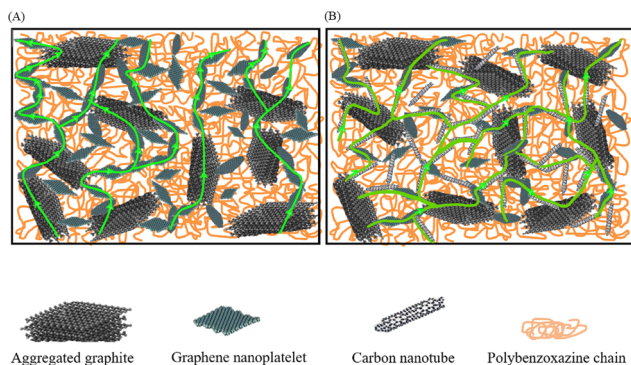 (A)
(B)
Aggregated graphite
Graphene nanoplatelet
Carbon nanotube
Polybenzoxazine chain